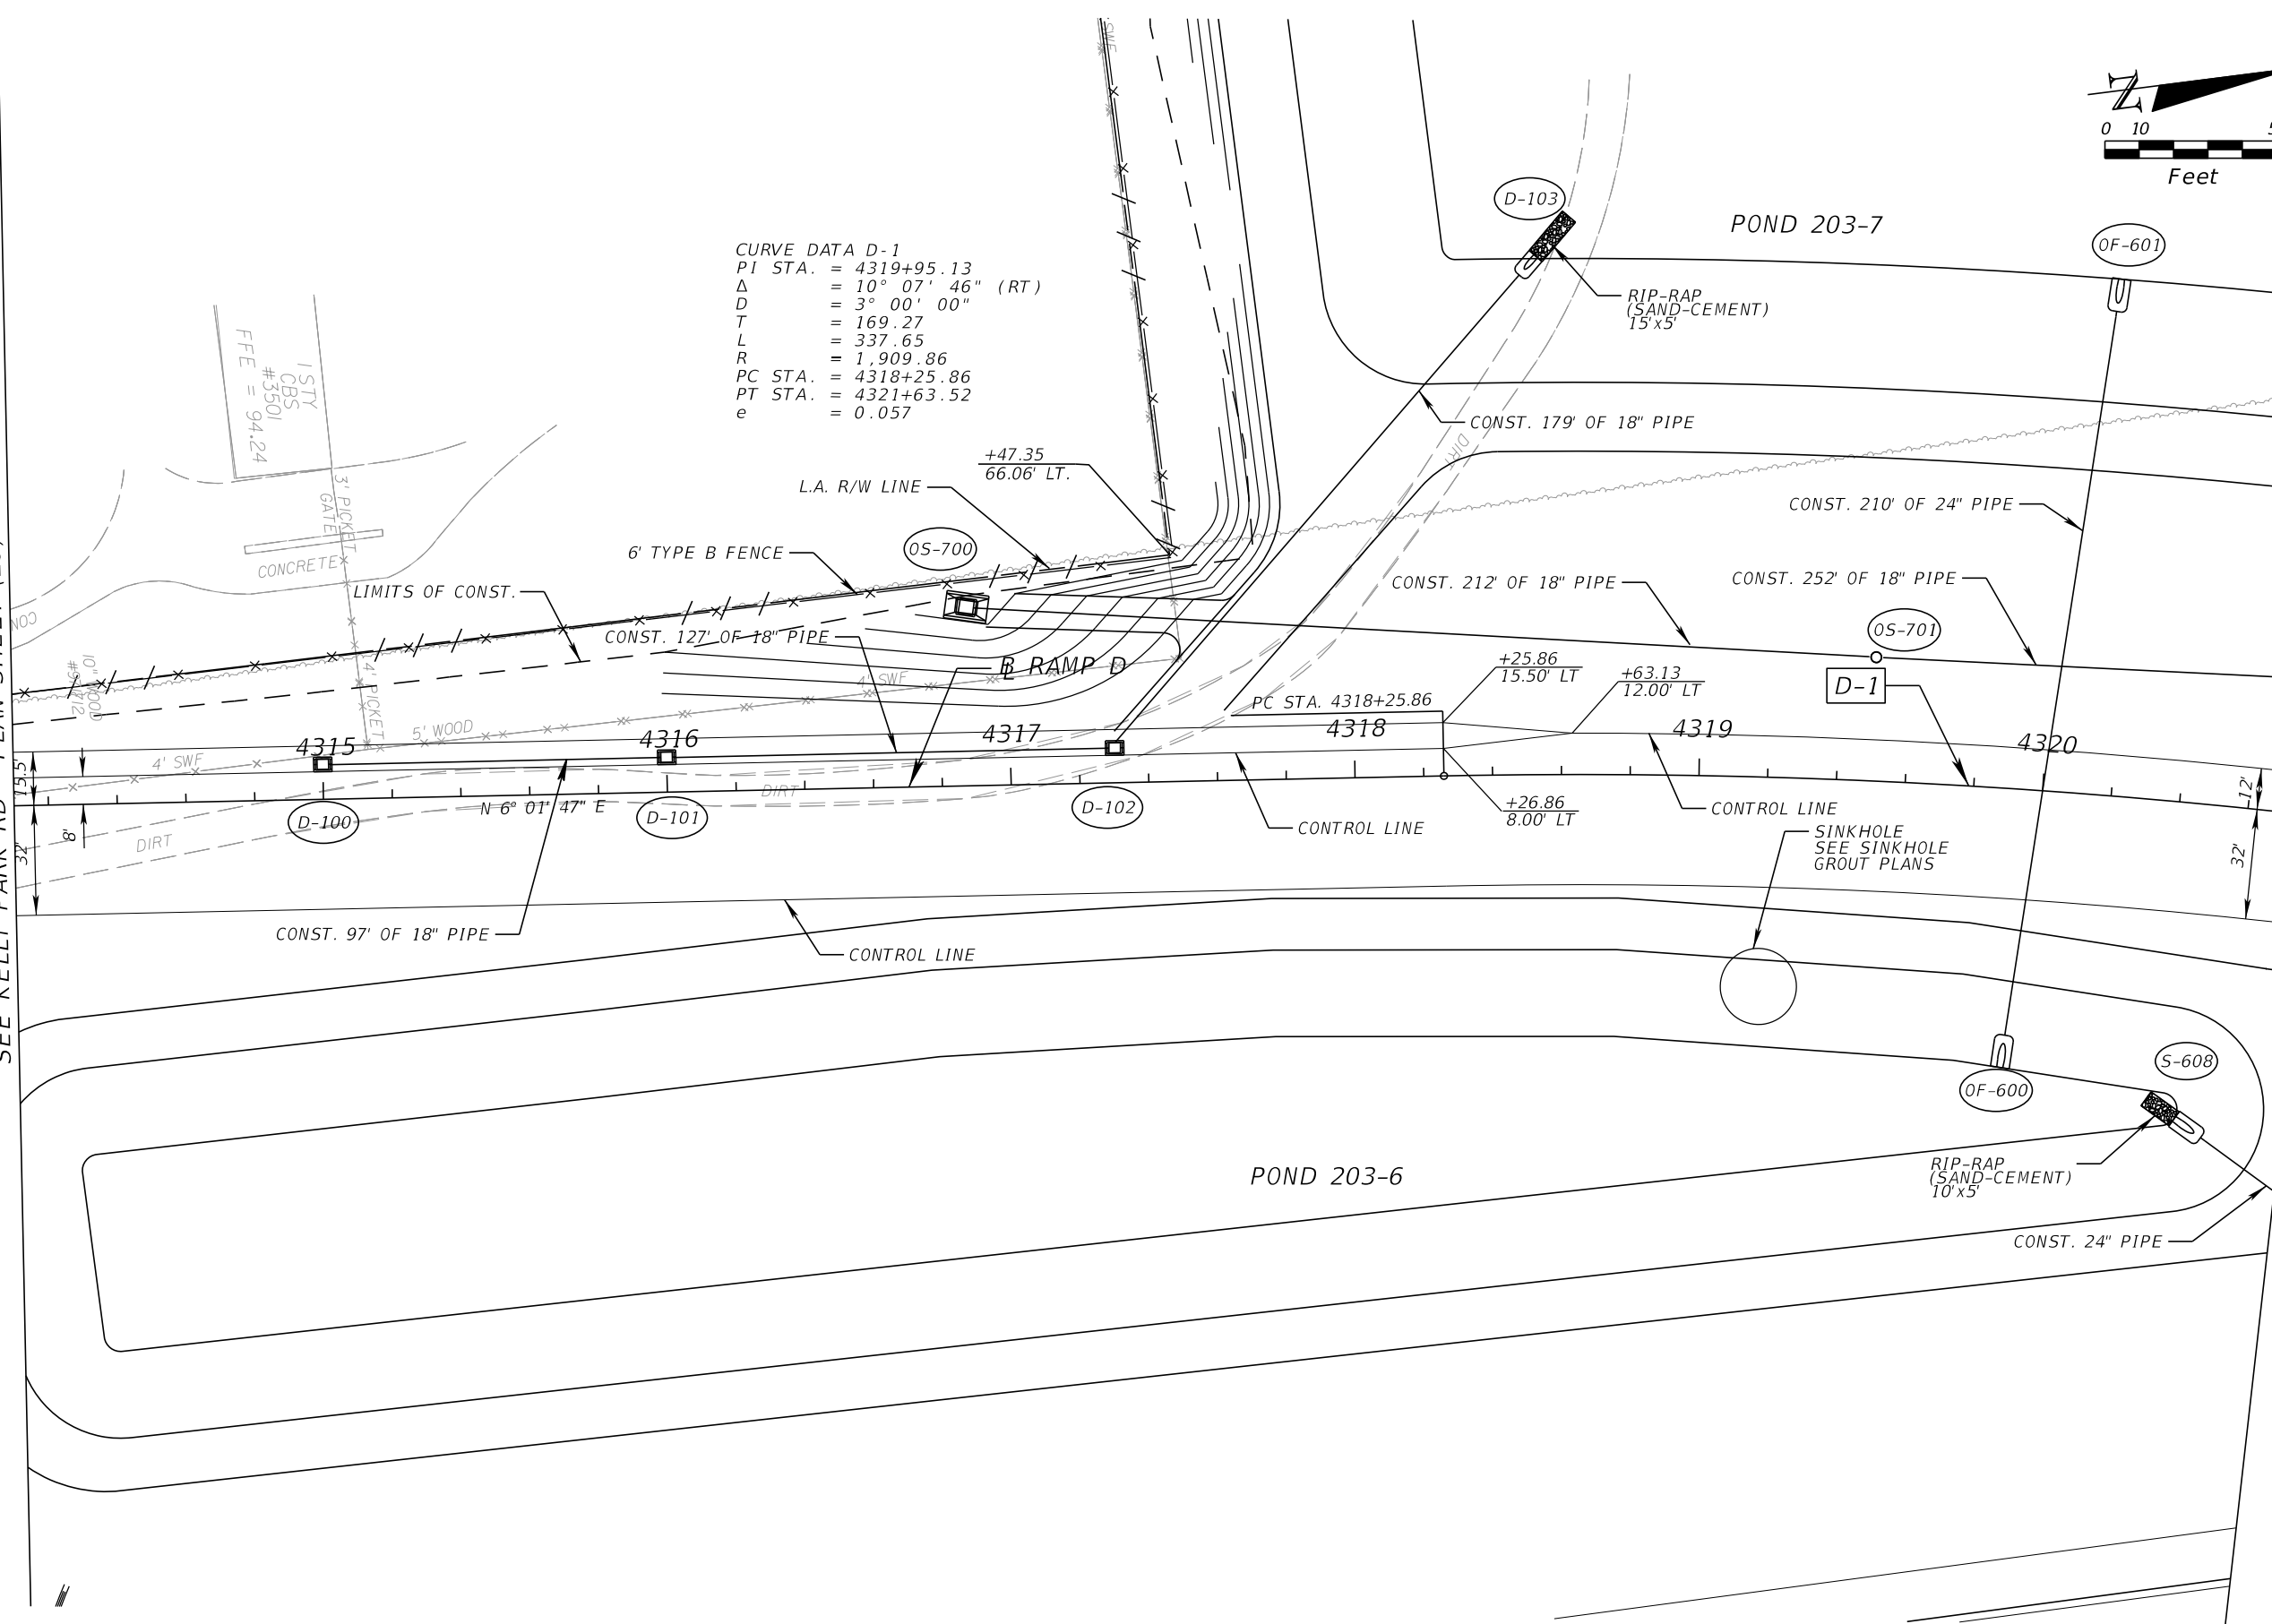 N
0 10
Feet
D-103
POND 203-7
OF-601
CURVE DATA D-1
PI STA. = 4319+95.13
Δ = 10° 07' 46" (RT)
D = 3° 00' 00"
T = 169.27
L = 337.65
R = 1,909.86
PC STA. = 4318+25.86
PT STA. = 4321+63.52
e = 0.057
RIP-RAP
(SAND-CEMENT)
15'x5'
SWF
1 STY
CBS
#3501
FFE = 94.24
CONST. 179' OF 18" PIPE
DIRT
+47.35
66.06' LT.
L.A. R/W LINE
3' PICKET
GATE
CONCRETE
OS-700
6' TYPE B FENCE
CONST. 210' OF 24" PIPE
LIMITS OF CONST.
CONST. 212' OF 18" PIPE
CONST. 252' OF 18" PIPE
OS-701
CONST. 127' OF 18" PIPE
℄ RAMP D
4' SWF
10" WOOD
4' PICKET
5' WOOD
+25.86
15.50' LT
+63.13
12.00' LT
D-1
PC STA. 4318+25.86
4315
4316
4317
4318
4319
4320
4' SWF
15.5'
8'
32'
DIRT
DIRT
N 6° 01' 47" E
D-100
D-101
D-102
+26.86
8.00' LT
CONTROL LINE
CONTROL LINE
12'
32'
SINKHOLE
SEE SINKHOLE
GROUT PLANS
CONST. 97' OF 18" PIPE
CONTROL LINE
OF-600
S-608
POND 203-6
RIP-RAP
(SAND-CEMENT)
10'x5'
CONST. 24" PIPE